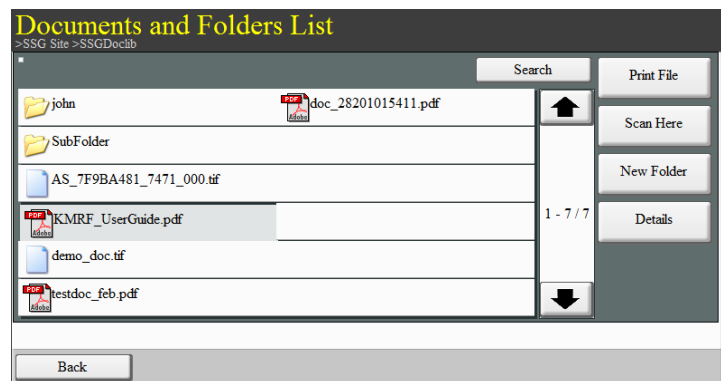 Documents and Folders List
>SSG Site >SSGDoclib
Search
Print File
john
doc_28201015411.pdf
Scan Here
SubFolder
AS_7F9BA481_7471_000.tif
New Folder
KMRF_UserGuide.pdf
1 - 7 / 7
Details
demo_doc.tif
testdoc_feb.pdf
Back
PDF
Adobe
PDF
Adobe
PDF
Adobe